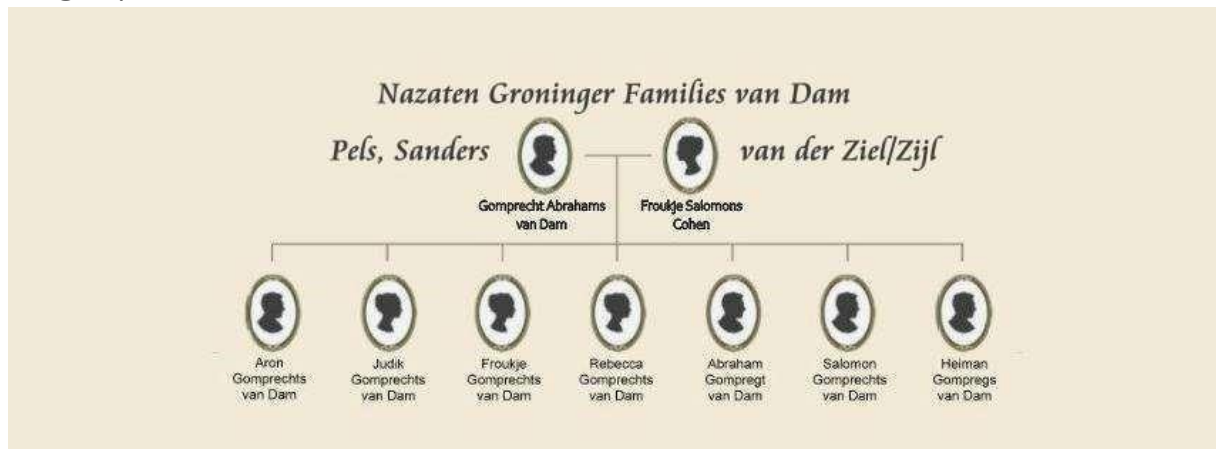 Nazaten Groninger Families van Dam
Pels, Sanders
van der Ziel/Zijl
Gomprecht Abrahams
van Dam
Froukje Salomons
Cohen
Aron
Gomprechts
van Dam
Judik
Gomprechts
van Dam
Froukje
Gomprechts
van Dam
Rebecca
Gomprechts
van Dam
Abraham
Gompregt
van Dam
Salomon
Gomprechts
van Dam
Heiman
Gompregs
van Dam